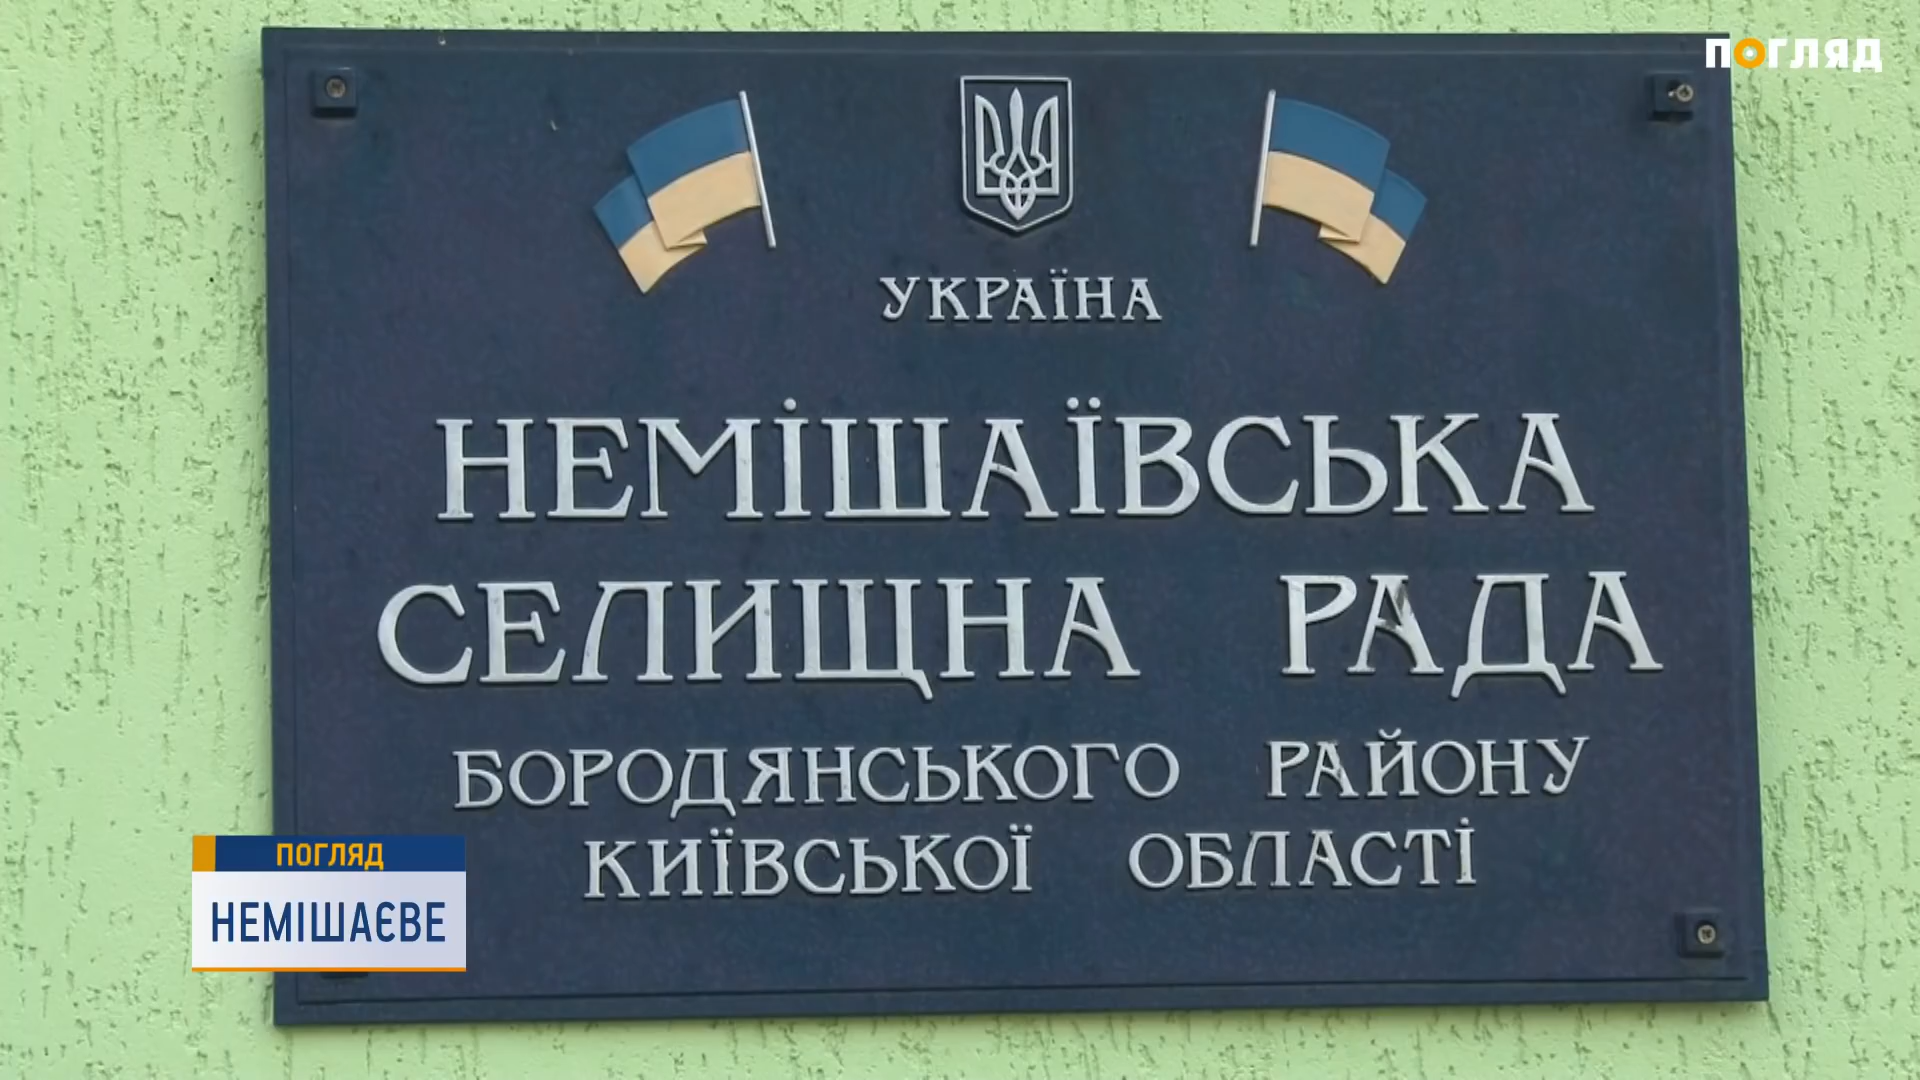 ПОГЛЯД
УКРАЇНА
НЕМІШАЇВСЬКА
СЕЛИЩНА РАДА
БОРОДЯНСЬКОГО РАЙОНУ
КИЇВСЬКОЇ ОБЛАСТІ
ПОГЛЯД
НЕМІШАЄВЕ